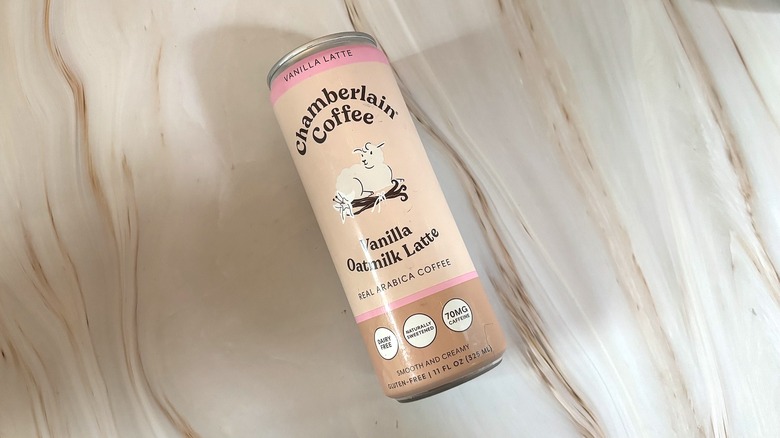 VANILLA LATTE
Chamberlain
Coffee
Vanilla
Oatmilk Latte
REAL ARABICA COFFEE
DAIRY
FREE
NATURALLY
SWEETENED
70MG
CAFFEINE
SMOOTH AND CREAMY
GLUTEN-FREE | 11 FL OZ (325 ML)